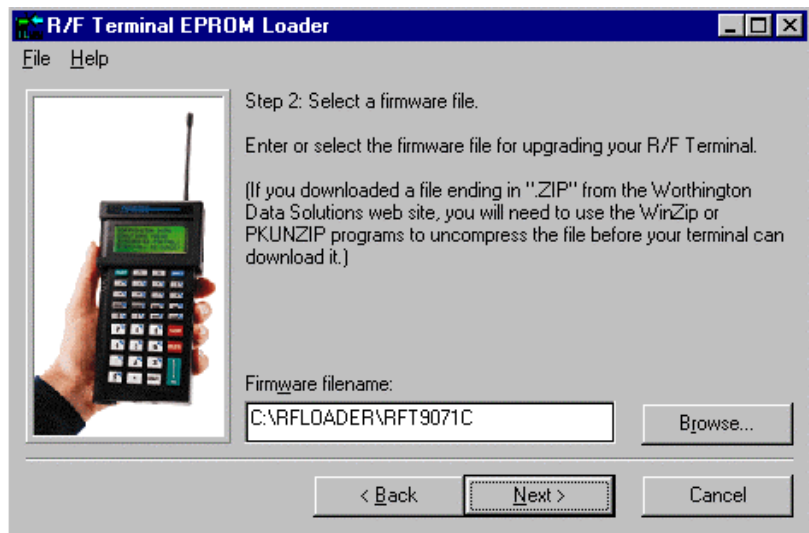 R/F Terminal EPROM Loader
File Help
Step 2: Select a firmware file.
Enter or select the firmware file for upgrading your R/F Terminal.
(If you downloaded a file ending in ".ZIP" from the Worthington
Data Solutions web site, you will need to use the WinZip or
PKUNZIP programs to uncompress the file before your terminal can
download it.)
Firmware filename:
C:\RFLOADER\RFT9071C
Browse...
< Back
Next >
Cancel